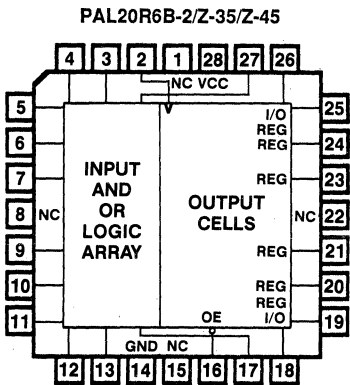 PAL20R6B-2/Z-35/Z-45
4 3 2 1 28 27 26
NC VCC
5 25
I/O
REG
6 REG 24
INPUT
AND
OR
LOGIC
ARRAY
7 REG 23
OUTPUT
CELLS
8 NC NC 22
9 REG 21
10 REG 20
REG
11 OE I/O 19
GND NC
12 13 14 15 16 17 18